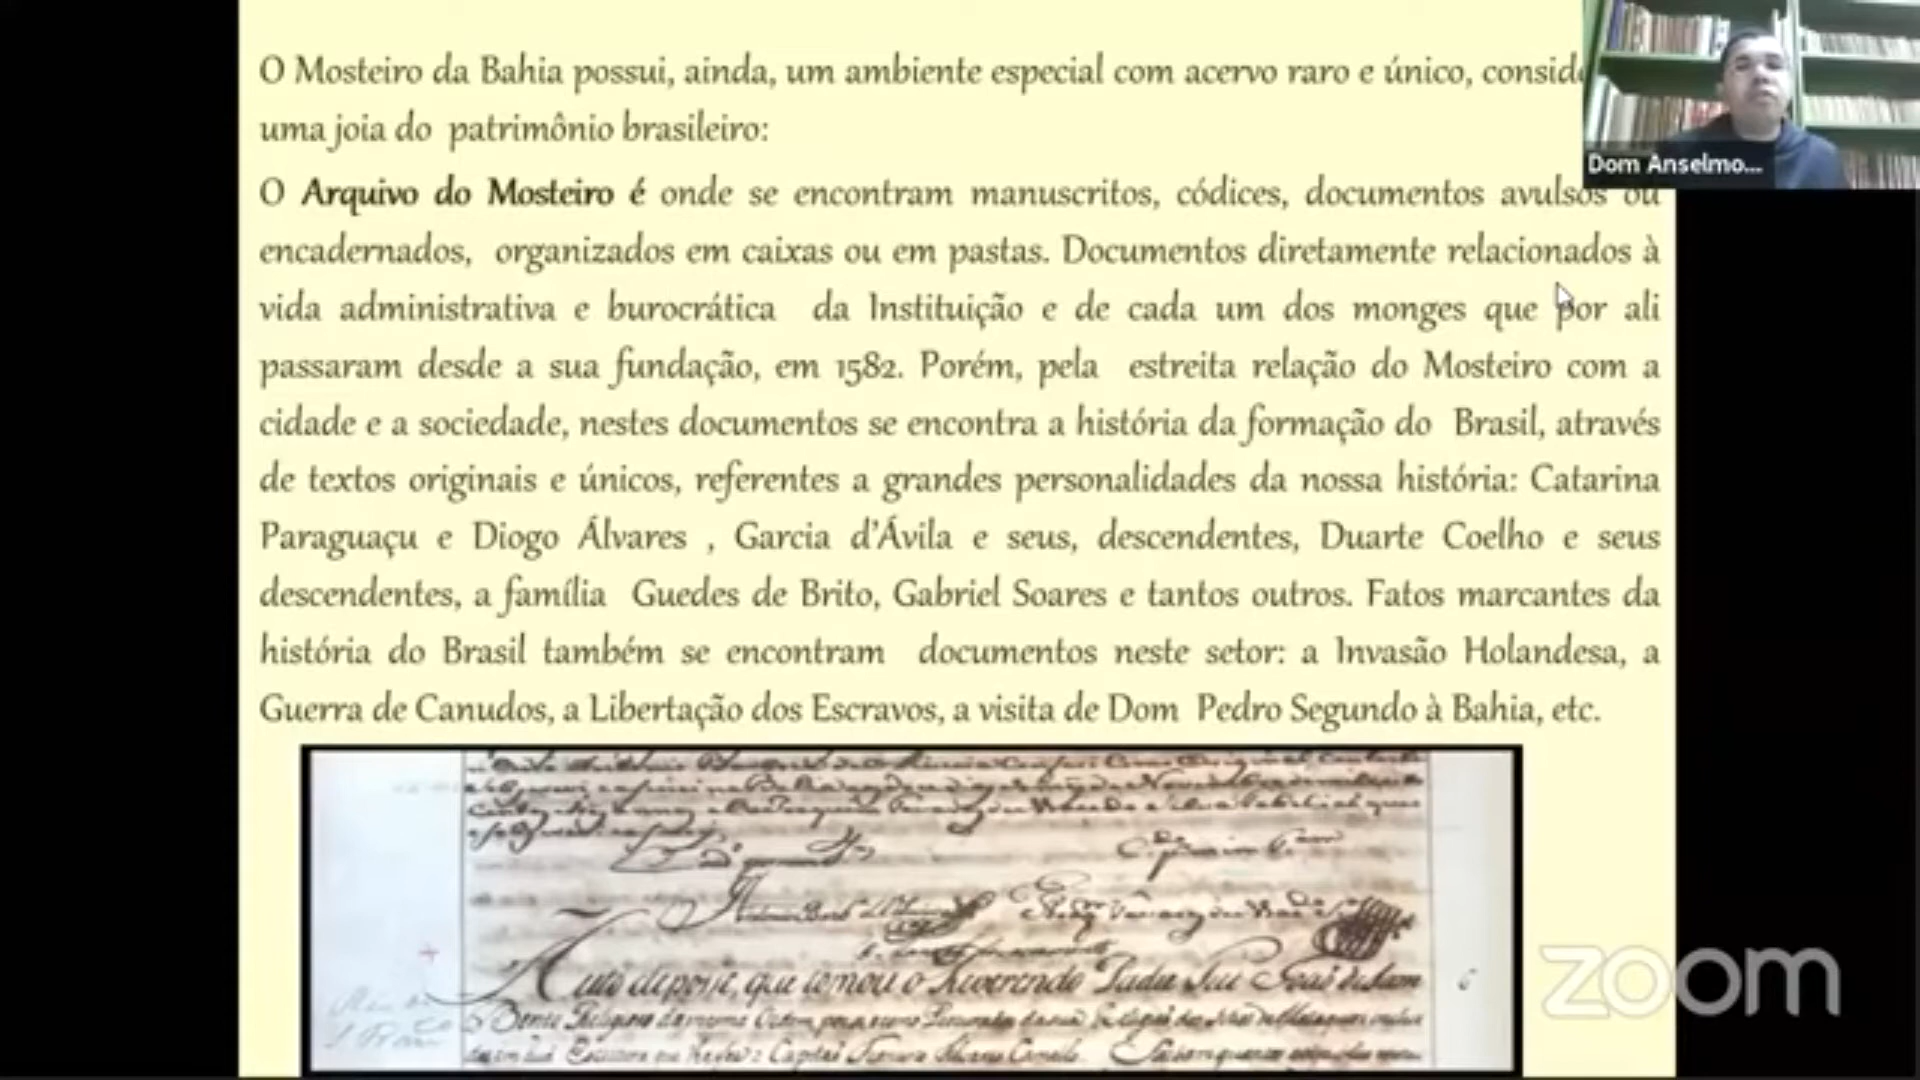 O Mosteiro da Bahia possui, ainda, um ambiente especial com acervo raro e único, consid
uma joia do patrimônio brasileiro:
Dom Anselmo...
O Arquivo do Mosteiro é onde se encontram manuscritos, códices, documentos avulsos ou
encadernados, organizados em caixas ou em pastas. Documentos diretamente relacionados à
vida administrativa e burocrática da Instituição e de cada um dos monges que por ali
passaram desde a sua fundação, em 1582. Porém, pela estreita relação do Mosteiro com a
cidade e a sociedade, nestes documentos se encontra a história da formação do Brasil, através
de textos originais e únicos, referentes a grandes personalidades da nossa história: Catarina
Paraguaçu e Diogo Álvares , Garcia d'Ávila e seus, descendentes, Duarte Coelho e seus
descendentes, a família Guedes de Brito, Gabriel Soares e tantos outros. Fatos marcantes da
história do Brasil também se encontram documentos neste setor: a Invasão Holandesa, a
Guerra de Canudos, a Libertação dos Escravos, a visita de Dom Pedro Segundo à Bahia, etc.
Auto de posse, que tomou o Reverendo Padre
zoom